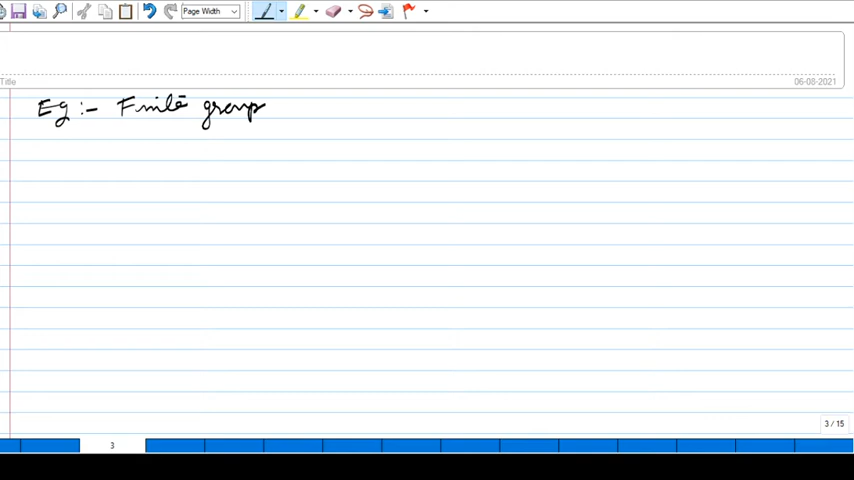 Page Width
Title
06-08-2021
Eg :- Finite group
3 / 15
3